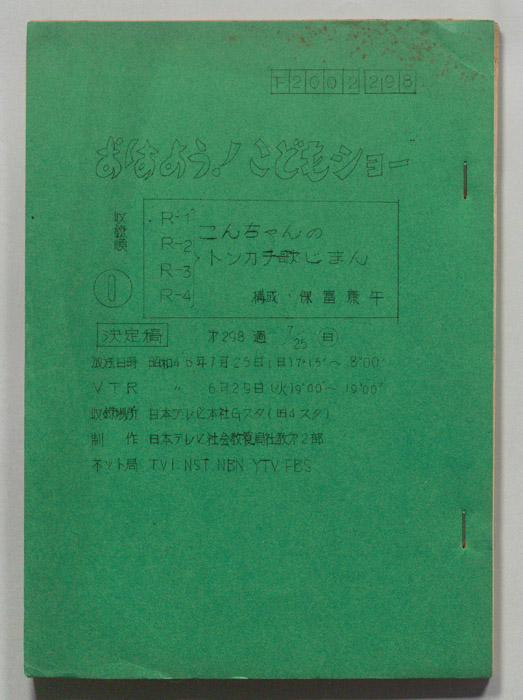 T2002298
おはよう!こどもショー
収録順
①
R-1
R-2
R-3
R-4
こんちゃんの
トンカチ歌じまん
構成・保富康午
決定稿 第298週 7/25 (日)
放送日時 昭和46年7月25日(日)7:15'~8:00'
VTR 〃 6月29日(火)9:00'~19:00'
収録場所 日本テレビ本社Gスタ(旧4スタ)
制作 日本テレビ社会教養局社教第2部
ネット局 TVI.NST.NBN.YTV.FBS